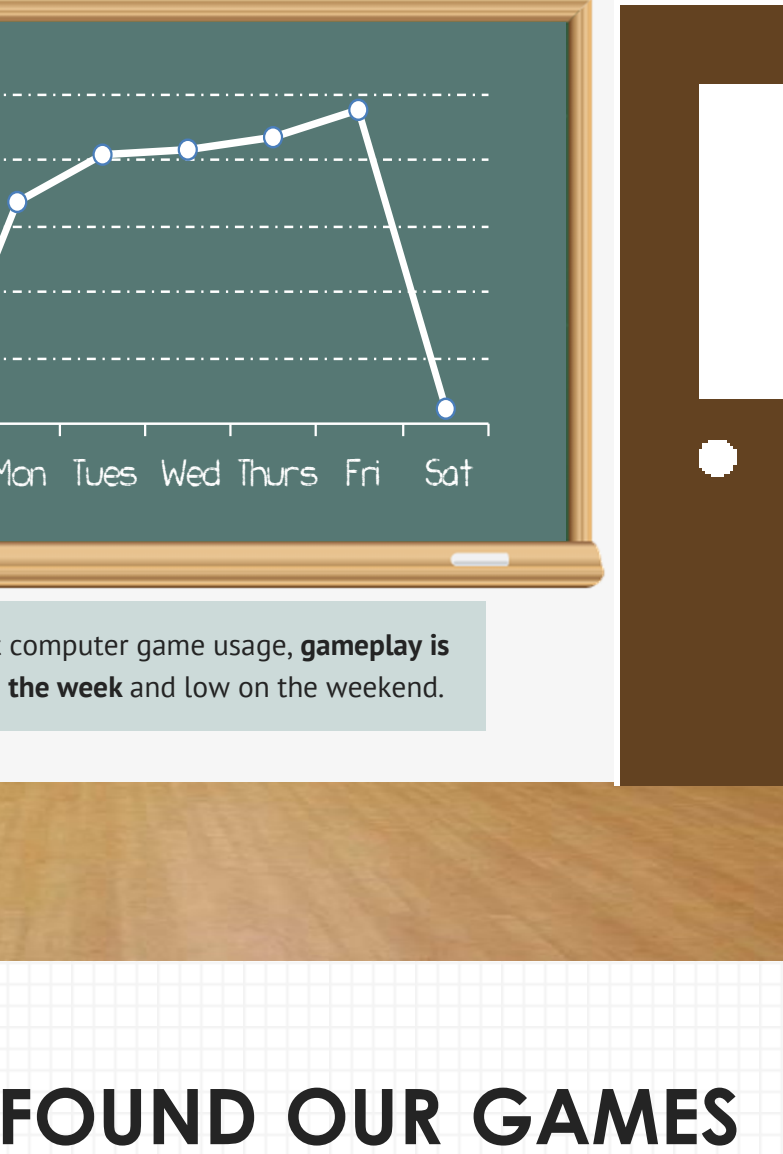 Mon Tues Wed Thurs Fri Sat
computer game usage, gameplay is
the week and low on the weekend.
FOUND OUR GAMES